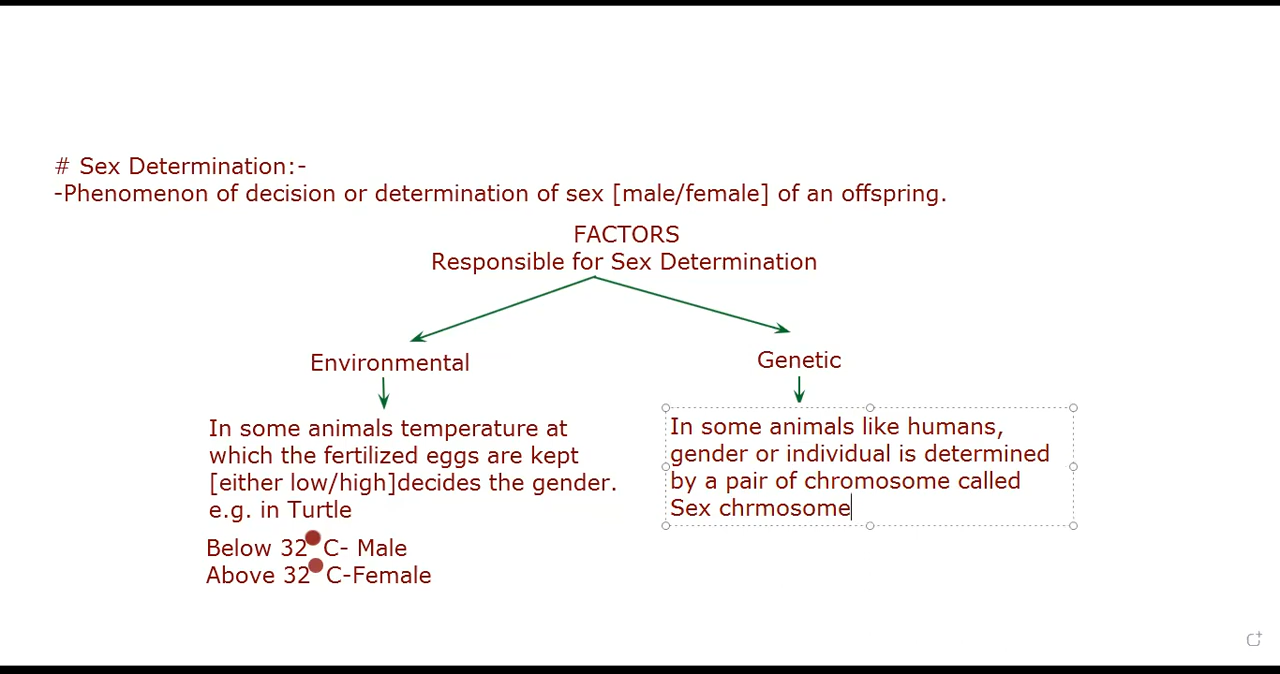 # Sex Determination:-
-Phenomenon of decision or determination of sex [male/female] of an offspring.
FACTORS
Responsible for Sex Determination
Environmental
Genetic
In some animals temperature at
which the fertilized eggs are kept
[either low/high]decides the gender.
e.g. in Turtle
Below 32° C- Male
Above 32° C-Female
In some animals like humans,
gender or individual is determined
by a pair of chromosome called
Sex chrmosome